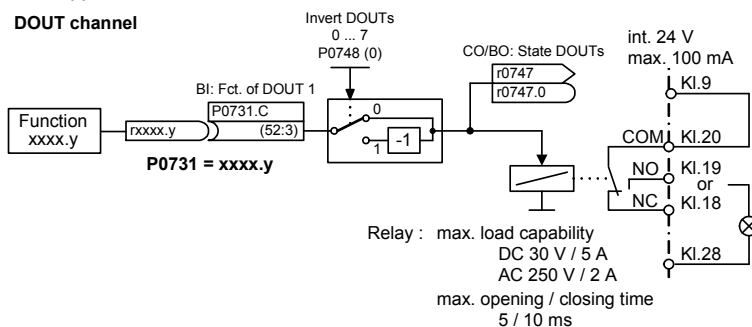 DOUT channel
Invert DOUTs
0 ... 7
P0748 (0)
CO/BO: State DOUTs
r0747
r0747.0
int. 24 V
max. 100 mA
Kl.9
BI: Fct. of DOUT 1
P0731.C
(52:3)
Function
xxxx.y
rxxxx.y
P0731 = xxxx.y
0
1
-1
COM
Kl.20
NO
Kl.19
or
NC
Kl.18
Kl.28
Relay : max. load capability
DC 30 V / 5 A
AC 250 V / 2 A
max. opening / closing time
5 / 10 ms